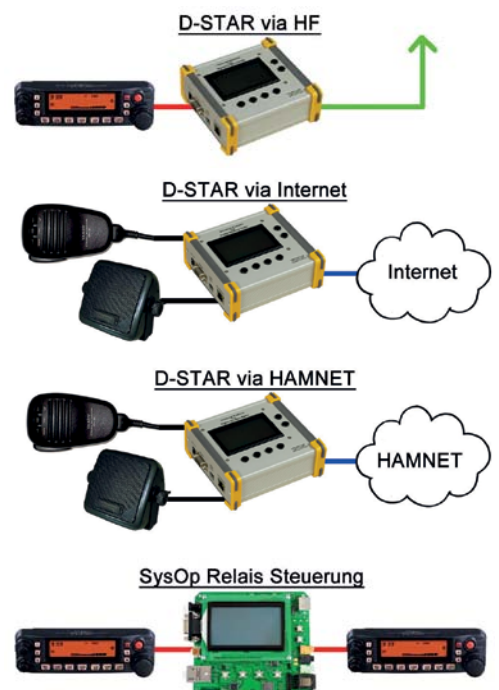 D-STAR via HF
D-STAR via Internet
Internet
D-STAR via HAMNET
HAMNET
SysOp Relais Steuerung